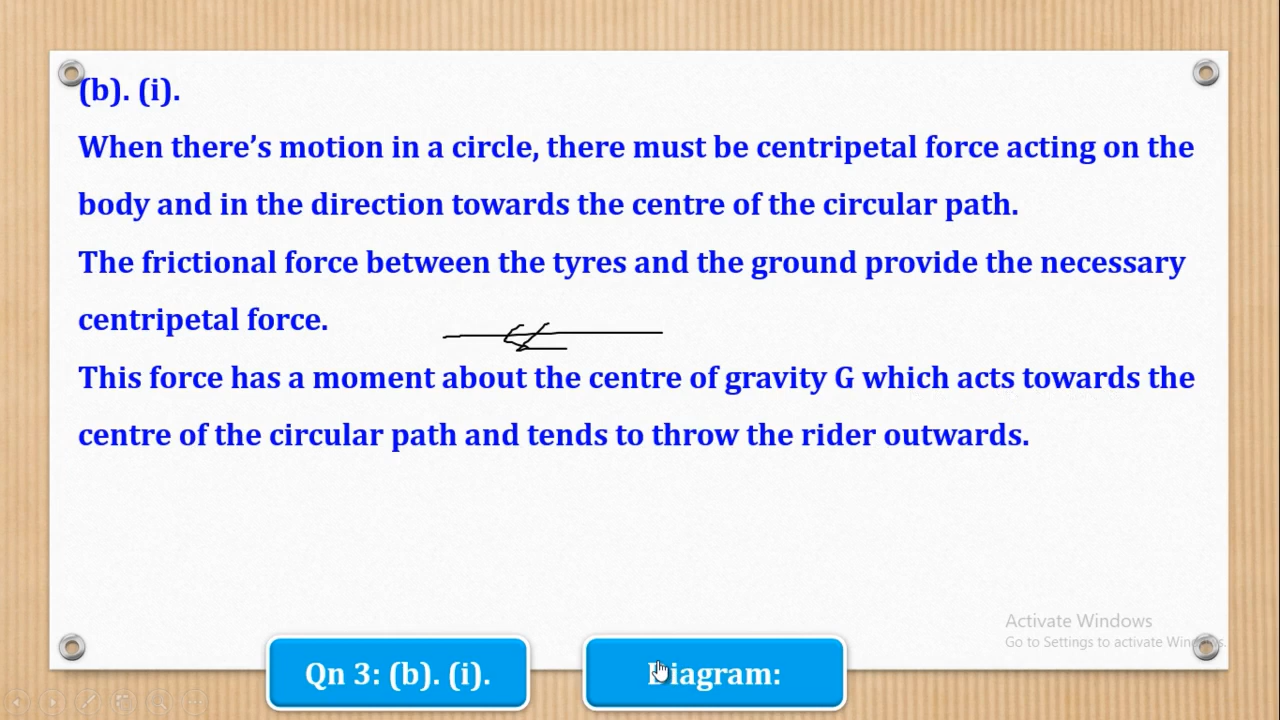 (b). (i).
When there’s motion in a circle, there must be centripetal force acting on the
body and in the direction towards the centre of the circular path.
The frictional force between the tyres and the ground provide the necessary
centripetal force.
This force has a moment about the centre of gravity G which acts towards the
centre of the circular path and tends to throw the rider outwards.
Activate Windows
Go to Settings to activate Windows.
Qn 3: (b). (i).
Diagram: